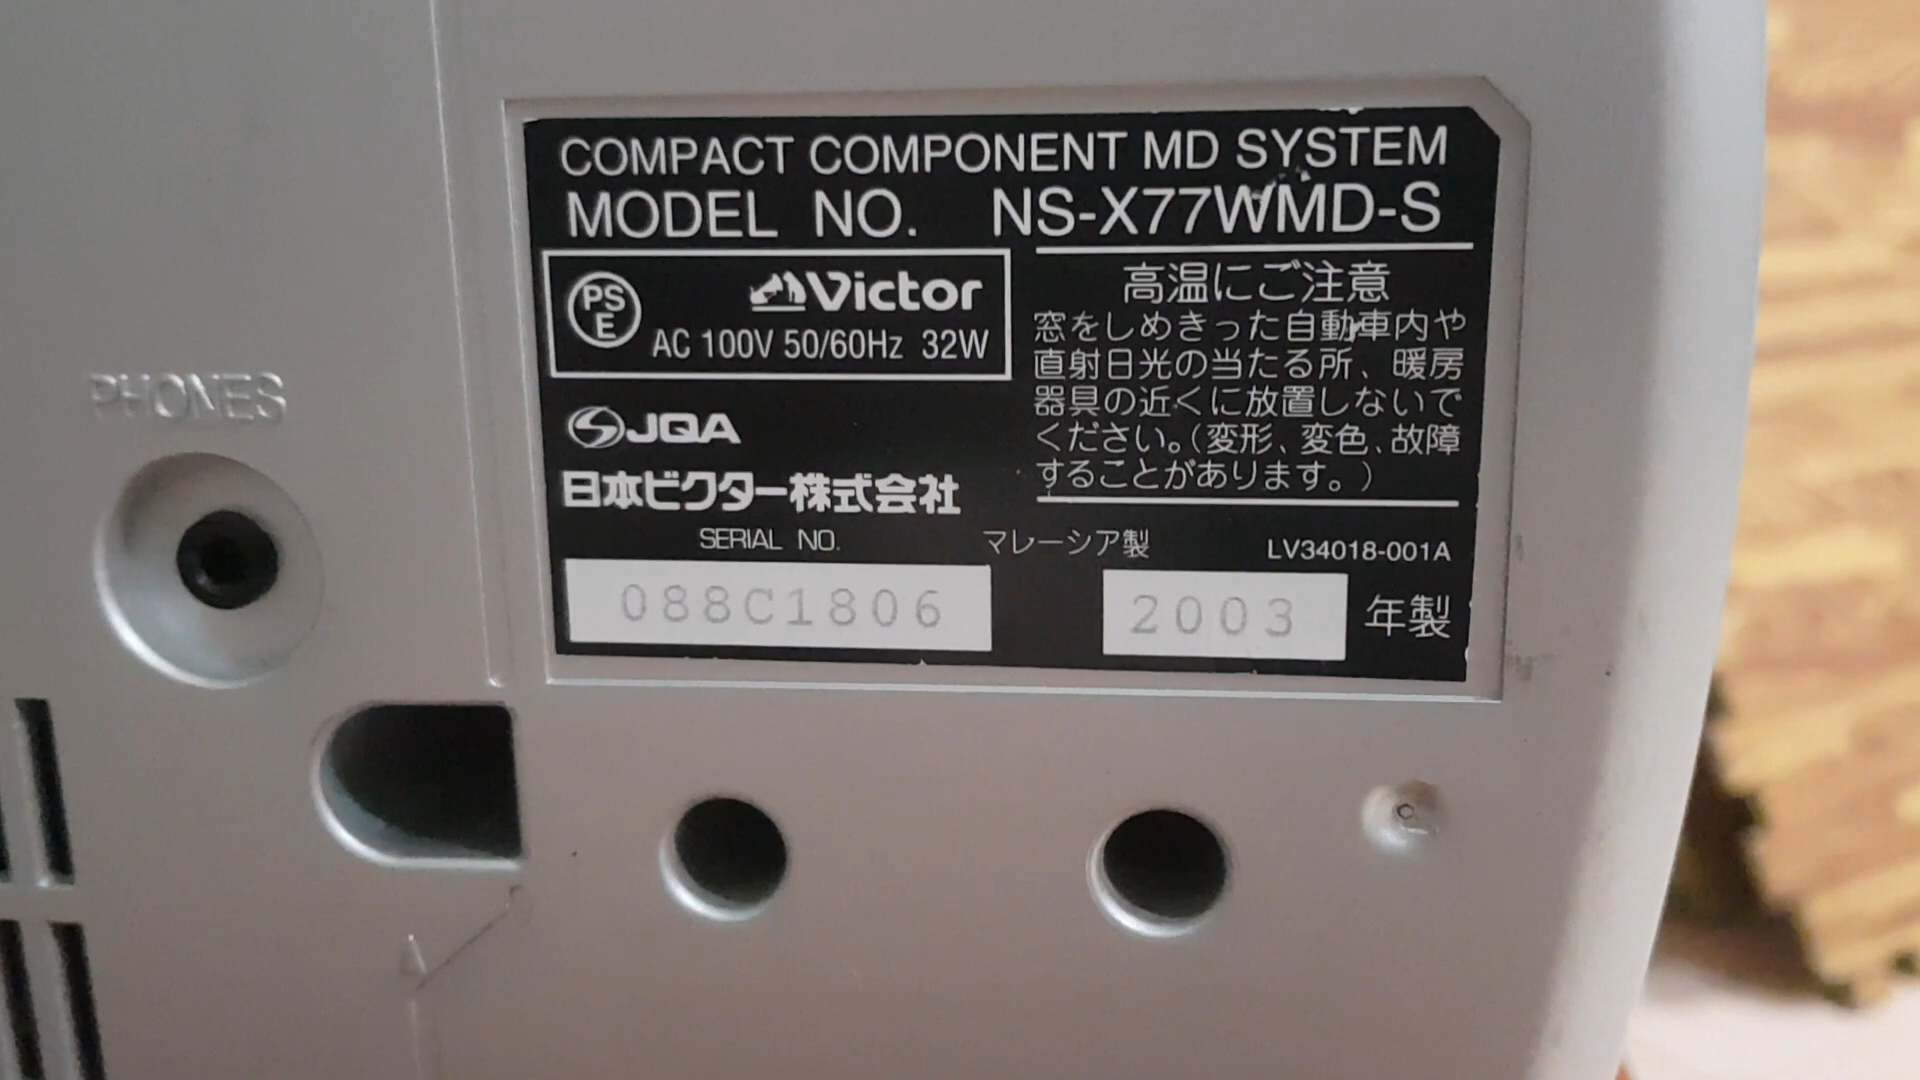 COMPACT COMPONENT MD SYSTEM
MODEL NO. NS-X77WMD-S
PS
E
Victor
AC 100V 50/60Hz 32W
高温にご注意
窓をしめきった自動車内や
直射日光の当たる所、暖房
器具の近くに放置しないで
ください。(変形、変色、故障
することがあります。)
JQA
日本ビクター株式会社
SERIAL NO.
マレーシア製
LV34018-001A
088C1806
2003 年製
PHONES